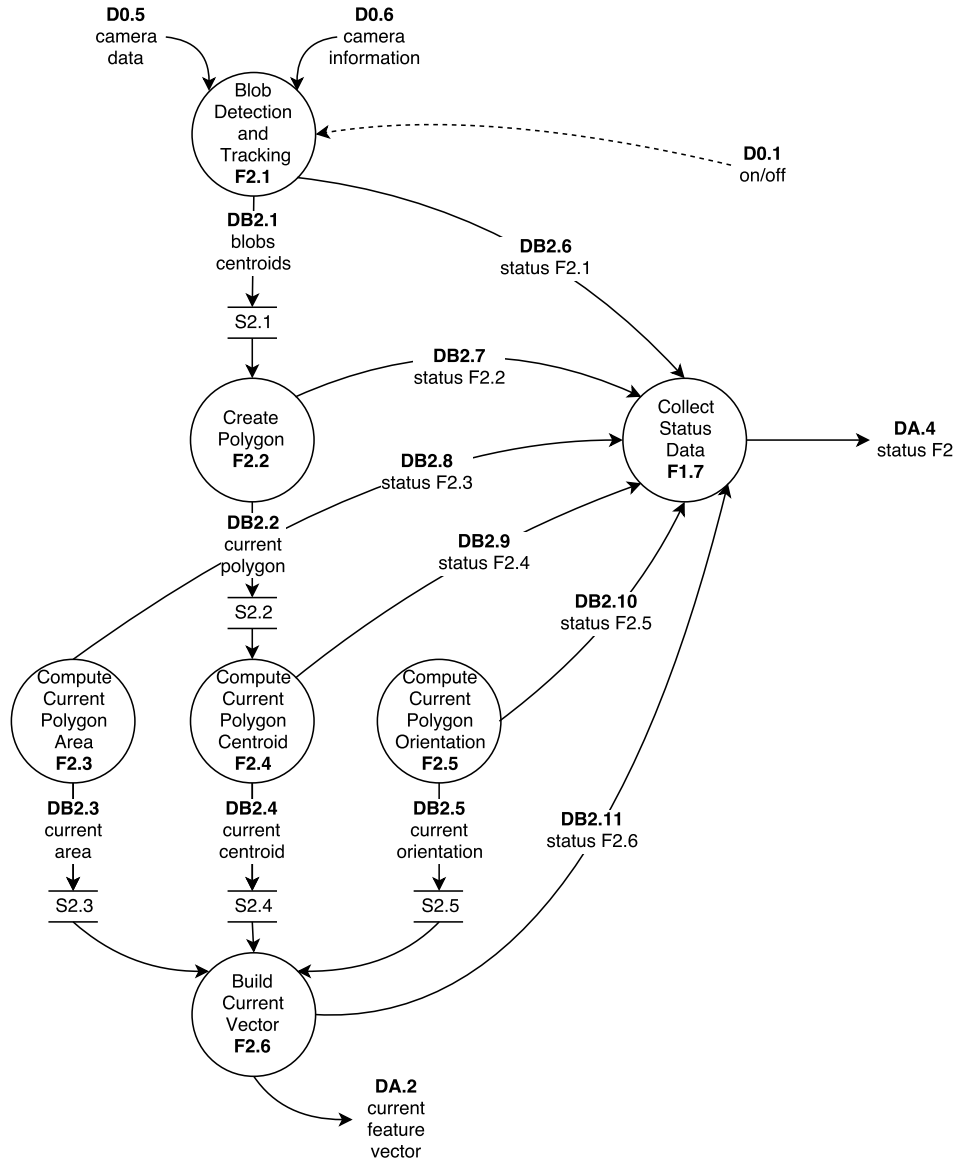 D0.5
camera
data
D0.6
camera
information
Blob
Detection
and
Tracking
F2.1
D0.1
on/off
DB2.1
blobs
centroids
DB2.6
status F2.1
S2.1
DB2.7
status F2.2
Create
Polygon
F2.2
Collect
Status
Data
F1.7
DA.4
status F2
DB2.8
status F2.3
DB2.2
current
polygon
DB2.9
status F2.4
S2.2
DB2.10
status F2.5
Compute
Current
Polygon
Area
F2.3
Compute
Current
Polygon
Centroid
F2.4
Compute
Current
Polygon
Orientation
F2.5
DB2.3
current
area
DB2.4
current
centroid
DB2.5
current
orientation
DB2.11
status F2.6
S2.3
S2.4
S2.5
Build
Current
Vector
F2.6
DA.2
current
feature
vector